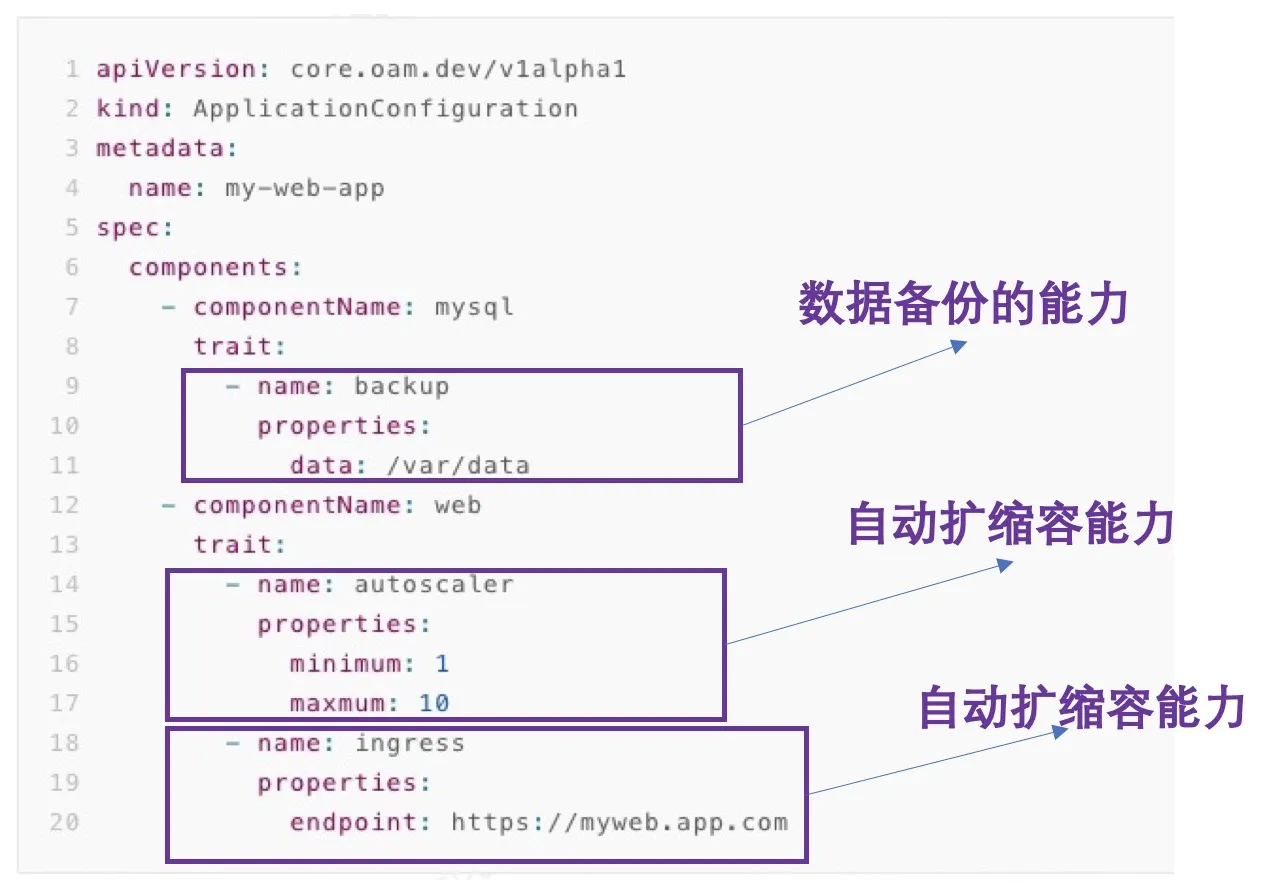 1 apiVersion: core.oam.dev/v1alpha1
2 kind: ApplicationConfiguration
3 metadata:
4   name: my-web-app
5 spec:
6   components:
7     - componentName: mysql
数据备份的能力
8       trait:
9         - name: backup
10          properties:
11            data: /var/data
12    - componentName: web
自动扩缩容能力
13      trait:
14        - name: autoscaler
15          properties:
16            minimum: 1
17            maxmum: 10
自动扩缩容能力
18        - name: ingress
19          properties:
20            endpoint: https://myweb.app.com